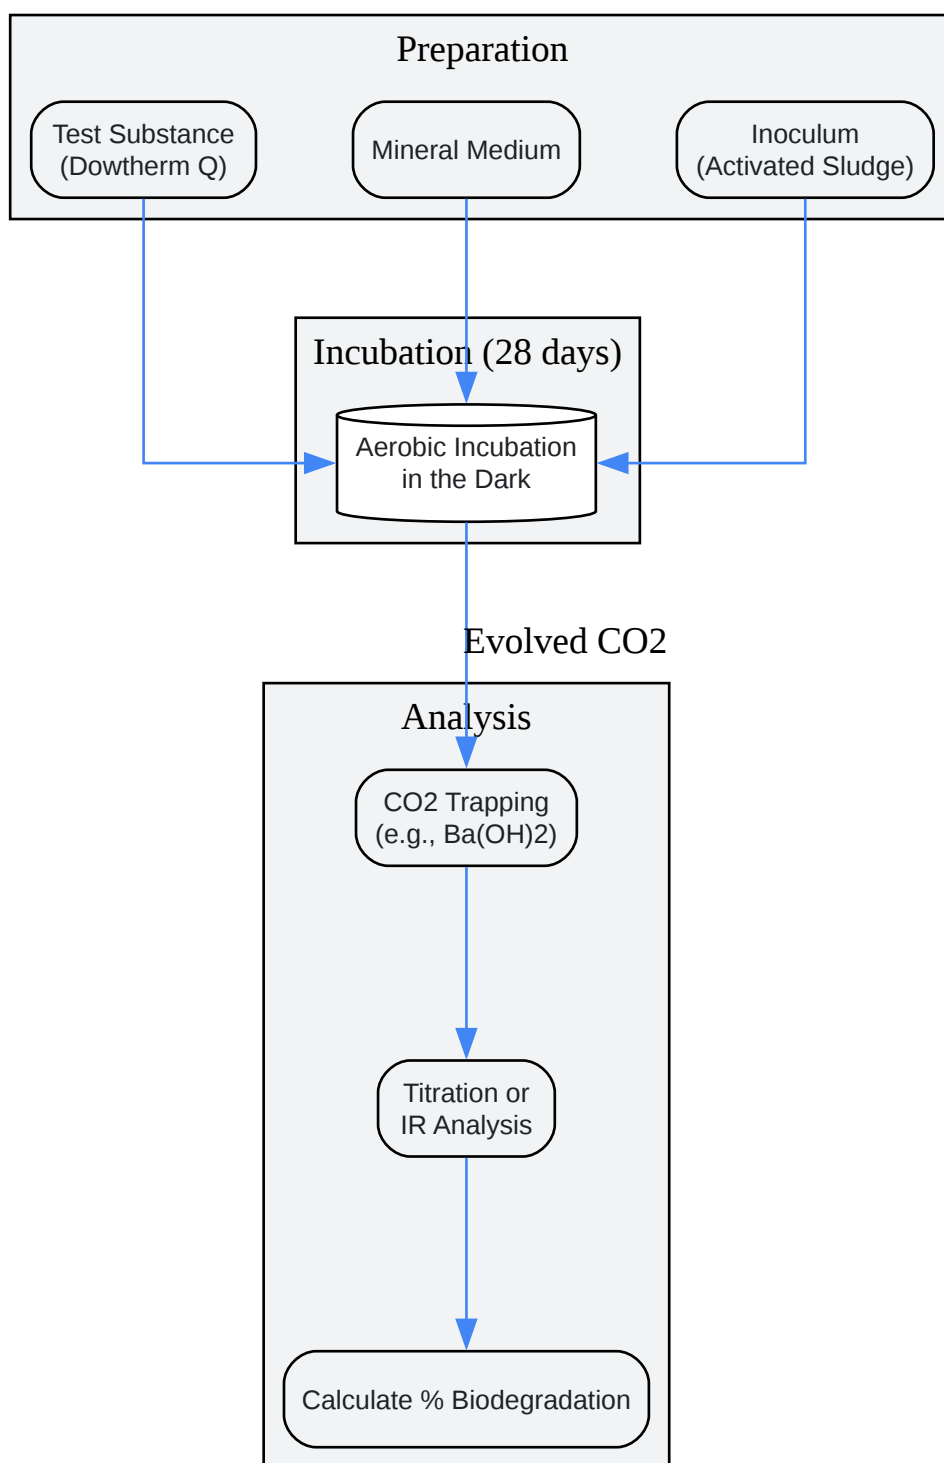 Preparation
Test Substance
(Dowtherm Q)
Mineral Medium
Inoculum
(Activated Sludge)
Incubation (28 days)
Aerobic Incubation
in the Dark
Evolved CO2
Analysis
CO2 Trapping
(e.g., Ba(OH)2)
Titration or
IR Analysis
Calculate % Biodegradation